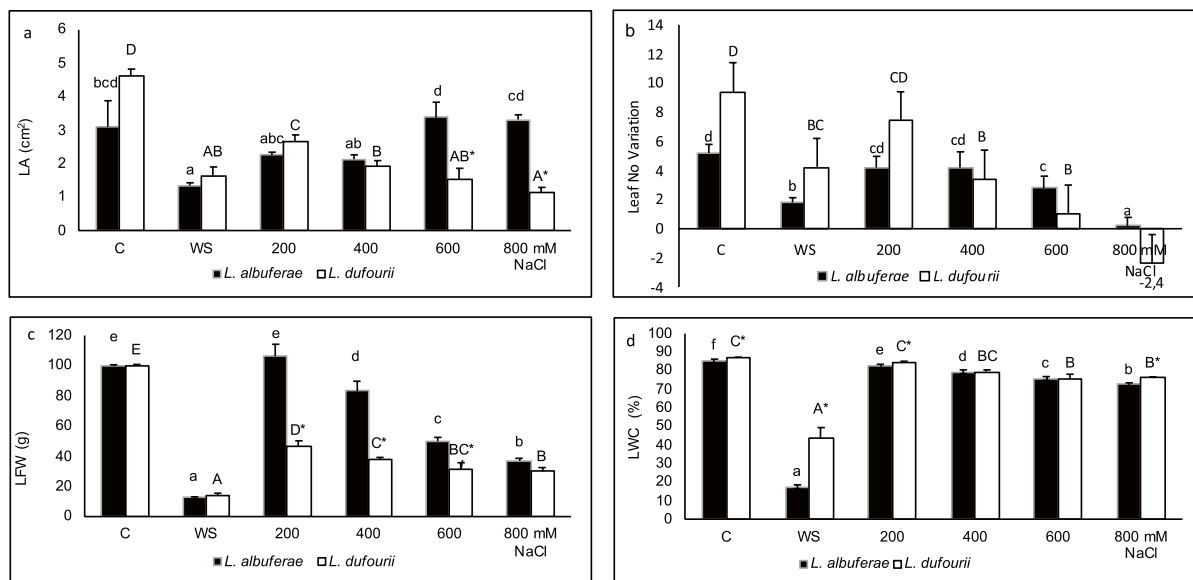 a
LA (cm²)
6
5
4
3
2
1
0
bcd
D
a
AB
abc
C
ab
B
d
AB*
cd
A*
C
WS
200
400
600
800 mM
NaCl
L. albuferae
L. dufourii
b
Leaf No Variation
14
12
10
8
6
4
2
0
-2
-4
d
D
b
BC
cd
CD
cd
B
c
B
a
C
WS
200
400
600
800 mM
NaCl
-2,4
L. albuferae
L. dufourii
c
LFW (g)
120
100
80
60
40
20
0
e
E
a
A
e
D*
d
C*
c
BC*
b
B
C
WS
200
400
600
800 mM
NaCl
L. albuferae
L. dufourii
d
LWC (%)
100
90
80
70
60
50
40
30
20
10
0
f
C*
a
A*
e
C*
d
BC
c
B
b
B*
C
WS
200
400
600
800 mM
NaCl
L. albuferae
L. dufourii